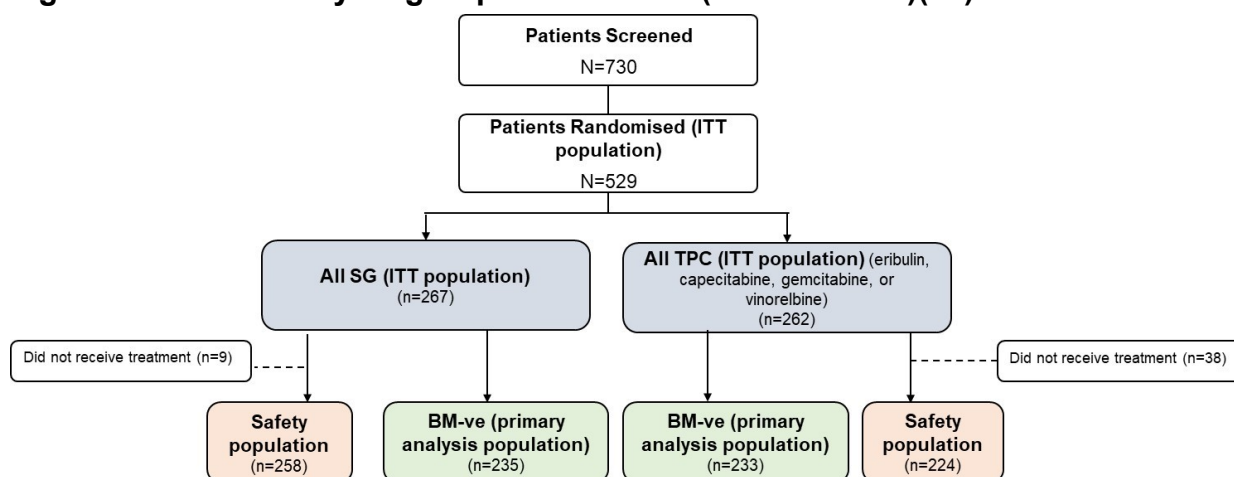 Patients Screened
N=730
Patients Randomised (ITT
population)
N=529
All SG (ITT population)
(n=267)
All TPC (ITT population) (eribulin,
capecitabine, gemcitabine, or
vinorelbine)
(n=262)
Did not receive treatment (n=9)
Did not receive treatment (n=38)
Safety
population
(n=258)
BM-ve (primary
analysis population)
(n=235)
BM-ve (primary
analysis population)
(n=233)
Safety
population
(n=224)